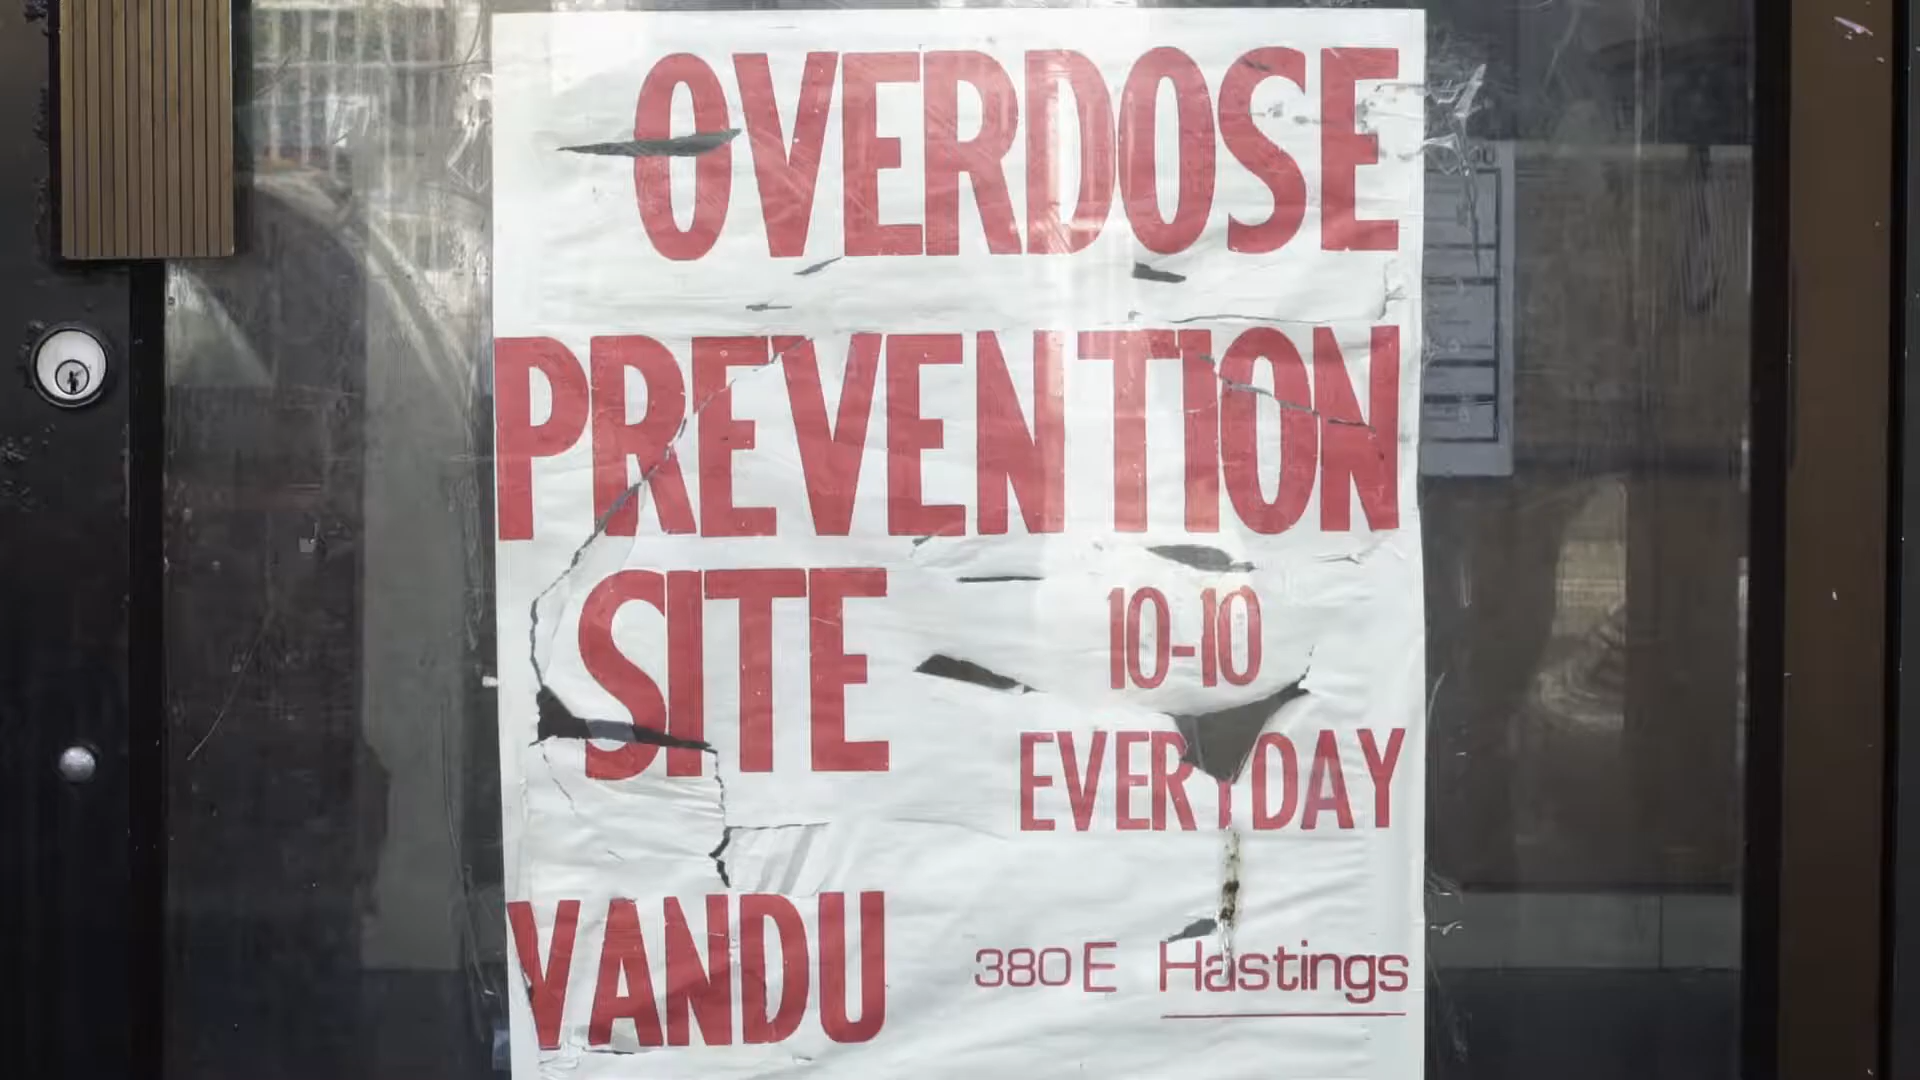 OVERDOSE
PREVENTION
SITE
10-10
EVERYDAY
VANDU
380 E Hastings